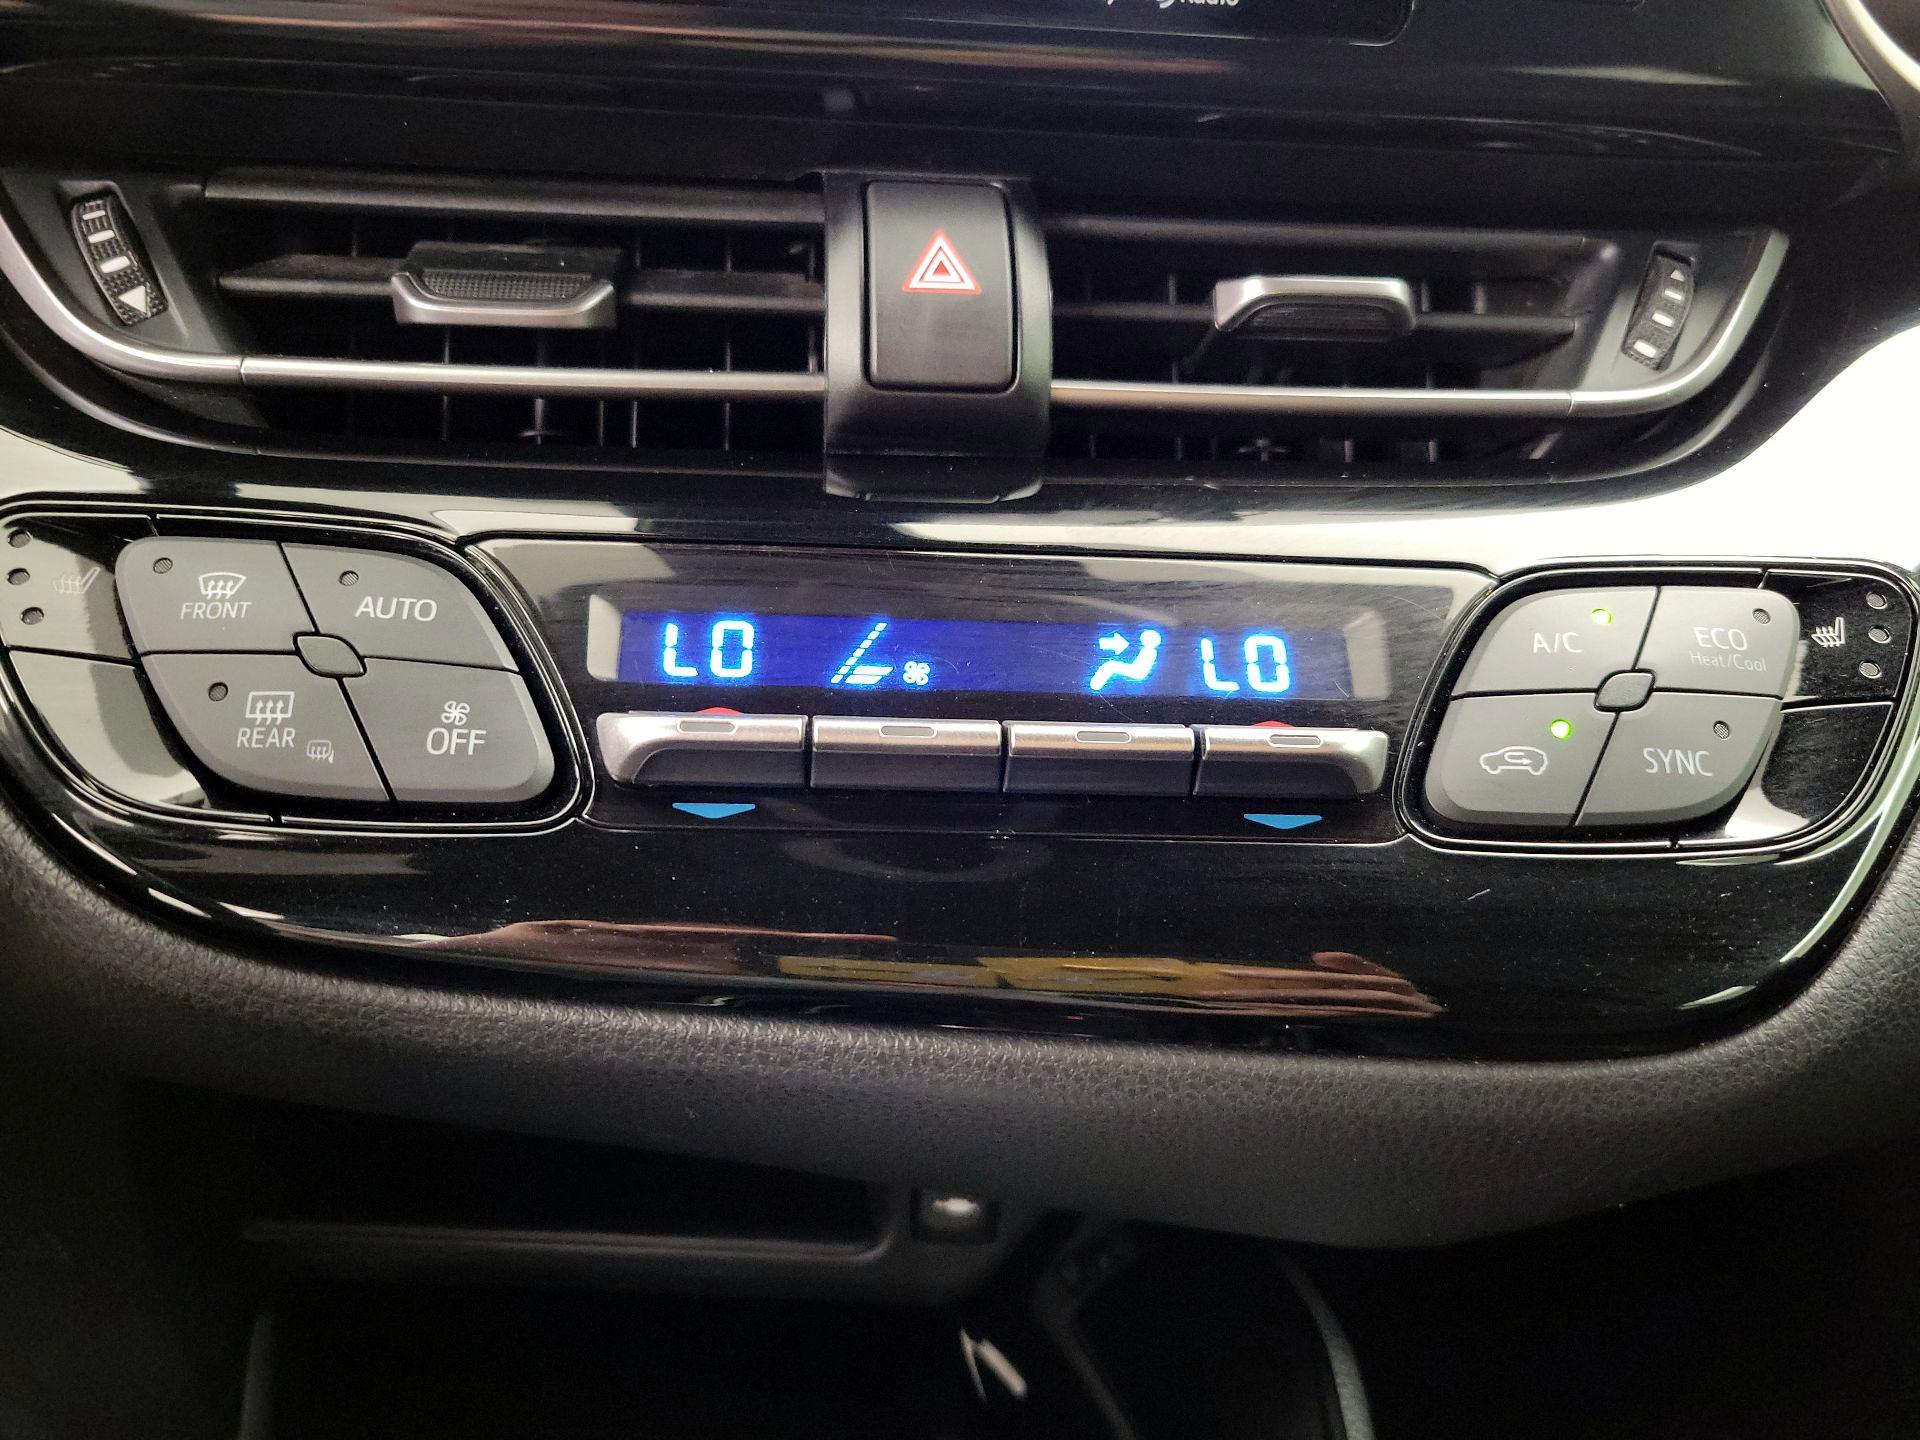 FRONT
AUTO
REAR
OFF
LO
LO
A/C
ECO
Heat/Cool
SYNC